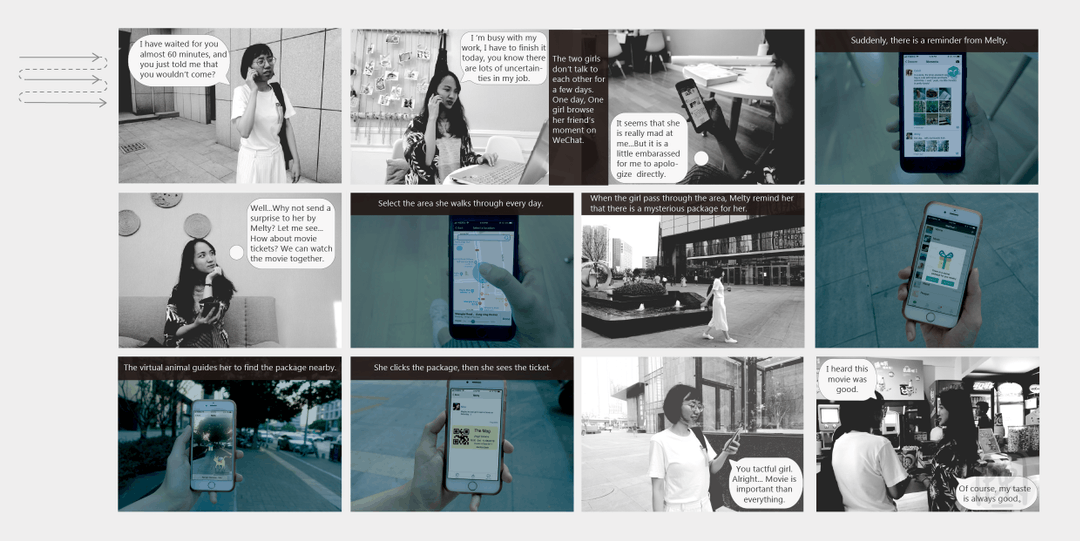 I have waited for you
almost 60 minutes, and
you just told me that
you wouldn't come?
I 'm busy with my
work, I have to finish it
today, you know there
are lots of uncertain-
ties in my job.
The two girls
don't talk to
each other for
a few days.
One day, One
girl browse
her friend's
moment on
WeChat.
It seems that she
is really mad at
me...But it is a
little embarassed
for me to apolo-
gize directly.
Suddenly, there is a reminder from Melty.
Well...Why not send a
surprise to her by
Melty? Let me see...
How about movie
tickets? We can watch
the movie together.
Select the area she walks through every day.
When the girl pass through the area, Melty remind her
that there is a mysterious package for her.
The virtual animal guides her to find the package nearby.
She clicks the package, then she sees the ticket.
The Way
You tactful girl.
Alright... Movie is
important than
everything.
I heard this
movie was
good.
Of course, my taste
is always good,